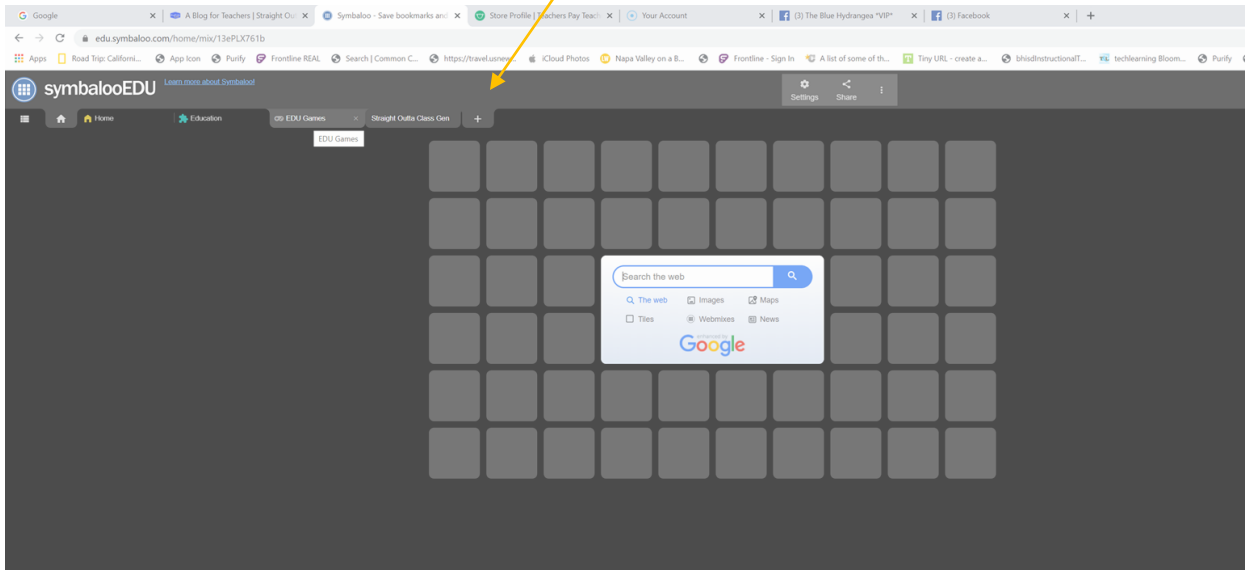 Google
A Blog for Teachers | Straight Ou
Symbaloo - Save bookmarks and
Store Profile | Teachers Pay Teach
Your Account
(3) The Blue Hydrangea *VIP*
(3) Facebook
edu.symbaloo.com/home/mix/13ePLX761b
Apps
Road Trip: Californi...
App Icon
Purify
Frontline REAL
Search | Common C...
https://travel.usnew...
iCloud Photos
Napa Valley on a B...
Frontline - Sign In
A list of some of th...
Tiny URL - create a...
bhisdInstructionalT...
techlearning Bloom...
Purify
symbalooEDU
Learn more about Symbaloo!
Settings
Share
Home
Education
EDU Games
Straight Outta Class Gen
EDU Games
Search the web
The web
Images
Maps
Tiles
Webmixes
News
Google